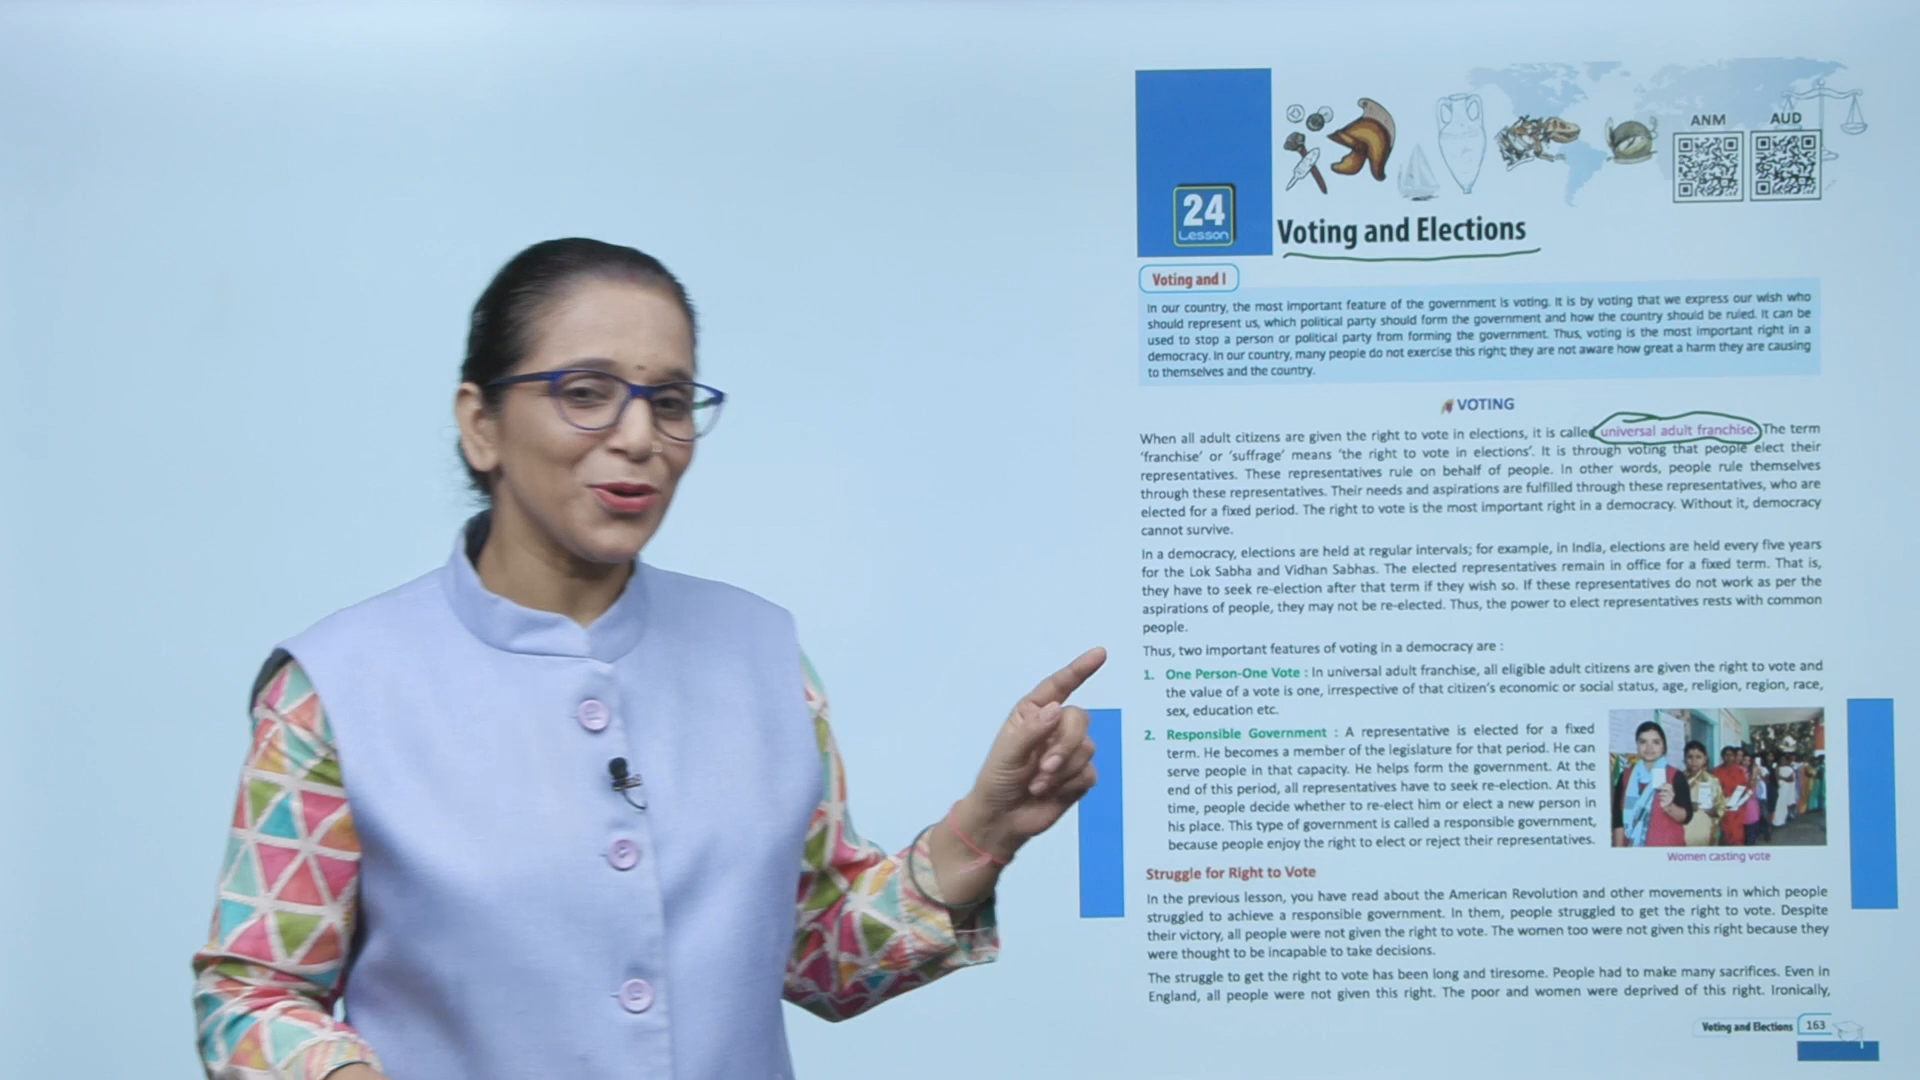 ANM
AUD
24
Lesson
Voting and Elections
Voting and I
In our country, the most important feature of the government is voting. It is by voting that we express our wish who
should represent us, which political party should form the government and how the country should be ruled. It can be
used to stop a person or political party from forming the government. Thus, voting is the most important right in a
democracy. In our country, many people do not exercise this right; they are not aware how great a harm they are causing
to themselves and the country.
VOTING
When all adult citizens are given the right to vote in elections, it is called universal adult franchise. The term
'franchise' or 'suffrage' means 'the right to vote in elections'. It is through voting that people elect their
representatives. These representatives rule on behalf of people. In other words, people rule themselves
through these representatives. Their needs and aspirations are fulfilled through these representatives, who are
elected for a fixed period. The right to vote is the most important right in a democracy. Without it, democracy
cannot survive.
In a democracy, elections are held at regular intervals; for example, in India, elections are held every five years
for the Lok Sabha and Vidhan Sabhas. The elected representatives remain in office for a fixed term. That is,
they have to seek re-election after that term if they wish so. If these representatives do not work as per the
aspirations of people, they may not be re-elected. Thus, the power to elect representatives rests with common
people.
Thus, two important features of voting in a democracy are :
1. One Person-One Vote : In universal adult franchise, all eligible adult citizens are given the right to vote and
the value of a vote is one, irrespective of that citizen's economic or social status, age, religion, region, race,
sex, education etc.
2. Responsible Government : A representative is elected for a fixed
term. He becomes a member of the legislature for that period. He can
serve people in that capacity. He helps form the government. At the
end of this period, all representatives have to seek re-election. At this
time, people decide whether to re-elect him or elect a new person in
his place. This type of government is called a responsible government,
because people enjoy the right to elect or reject their representatives.
Women casting vote
Struggle for Right to Vote
In the previous lesson, you have read about the American Revolution and other movements in which people
struggled to achieve a responsible government. In them, people struggled to get the right to vote. Despite
their victory, all people were not given the right to vote. The women too were not given this right because they
were thought to be incapable to take decisions.
The struggle to get the right to vote has been long and tiresome. People had to make many sacrifices. Even in
England, all people were not given this right. The poor and women were deprived of this right. Ironically,
Voting and Elections 163